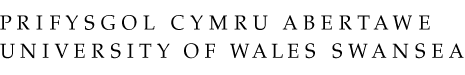 PRIFYSGOL CYMRU ABERTAWE
UNIVERSITY OF WALES SWANSEA